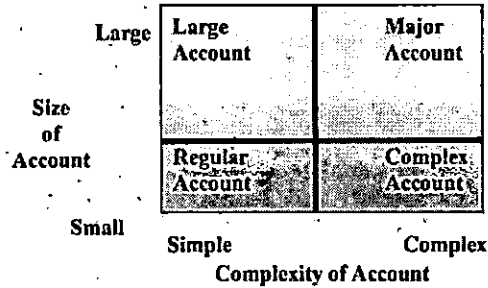 Large
Large
Account
Major
Account
Size
of
Account
Regular
Account
Complex
Account
Small
Simple
Complex
Complexity of Account